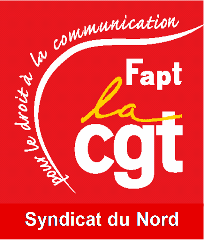 pour le droit à la communication
Fapt
la
cgt
Syndicat du Nord